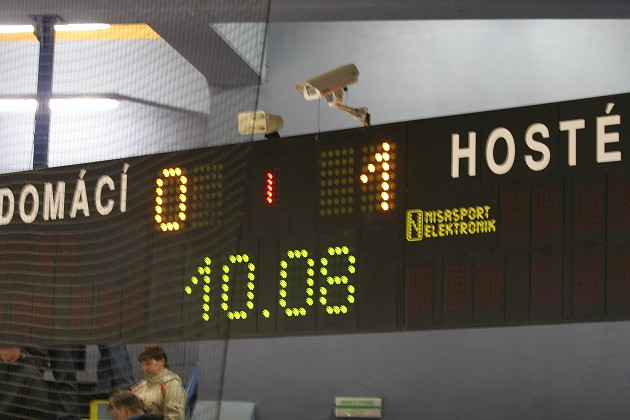 DOMÁCÍ 0 1 1 HOSTÉ
NISASPORT
ELEKTRONIK
10.08